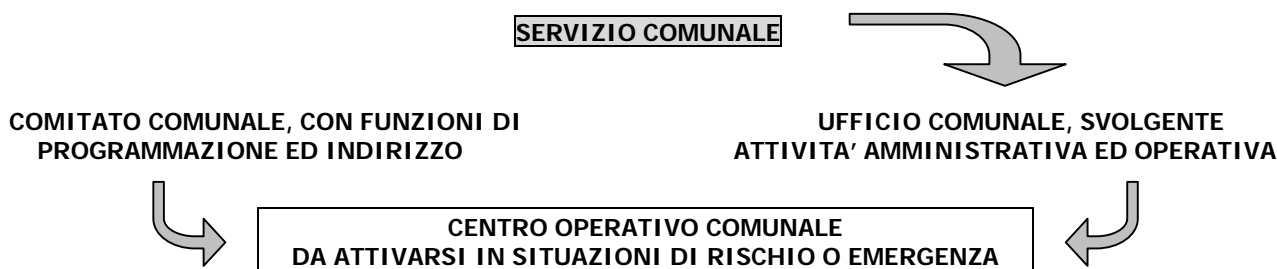 SERVIZIO COMUNALE
COMITATO COMUNALE, CON FUNZIONI DI
PROGRAMMAZIONE ED INDIRIZZO
UFFICIO COMUNALE, SVOLGENTE
ATTIVITA’ AMMINISTRATIVA ED OPERATIVA
CENTRO OPERATIVO COMUNALE
DA ATTIVARSI IN SITUAZIONI DI RISCHIO O EMERGENZA